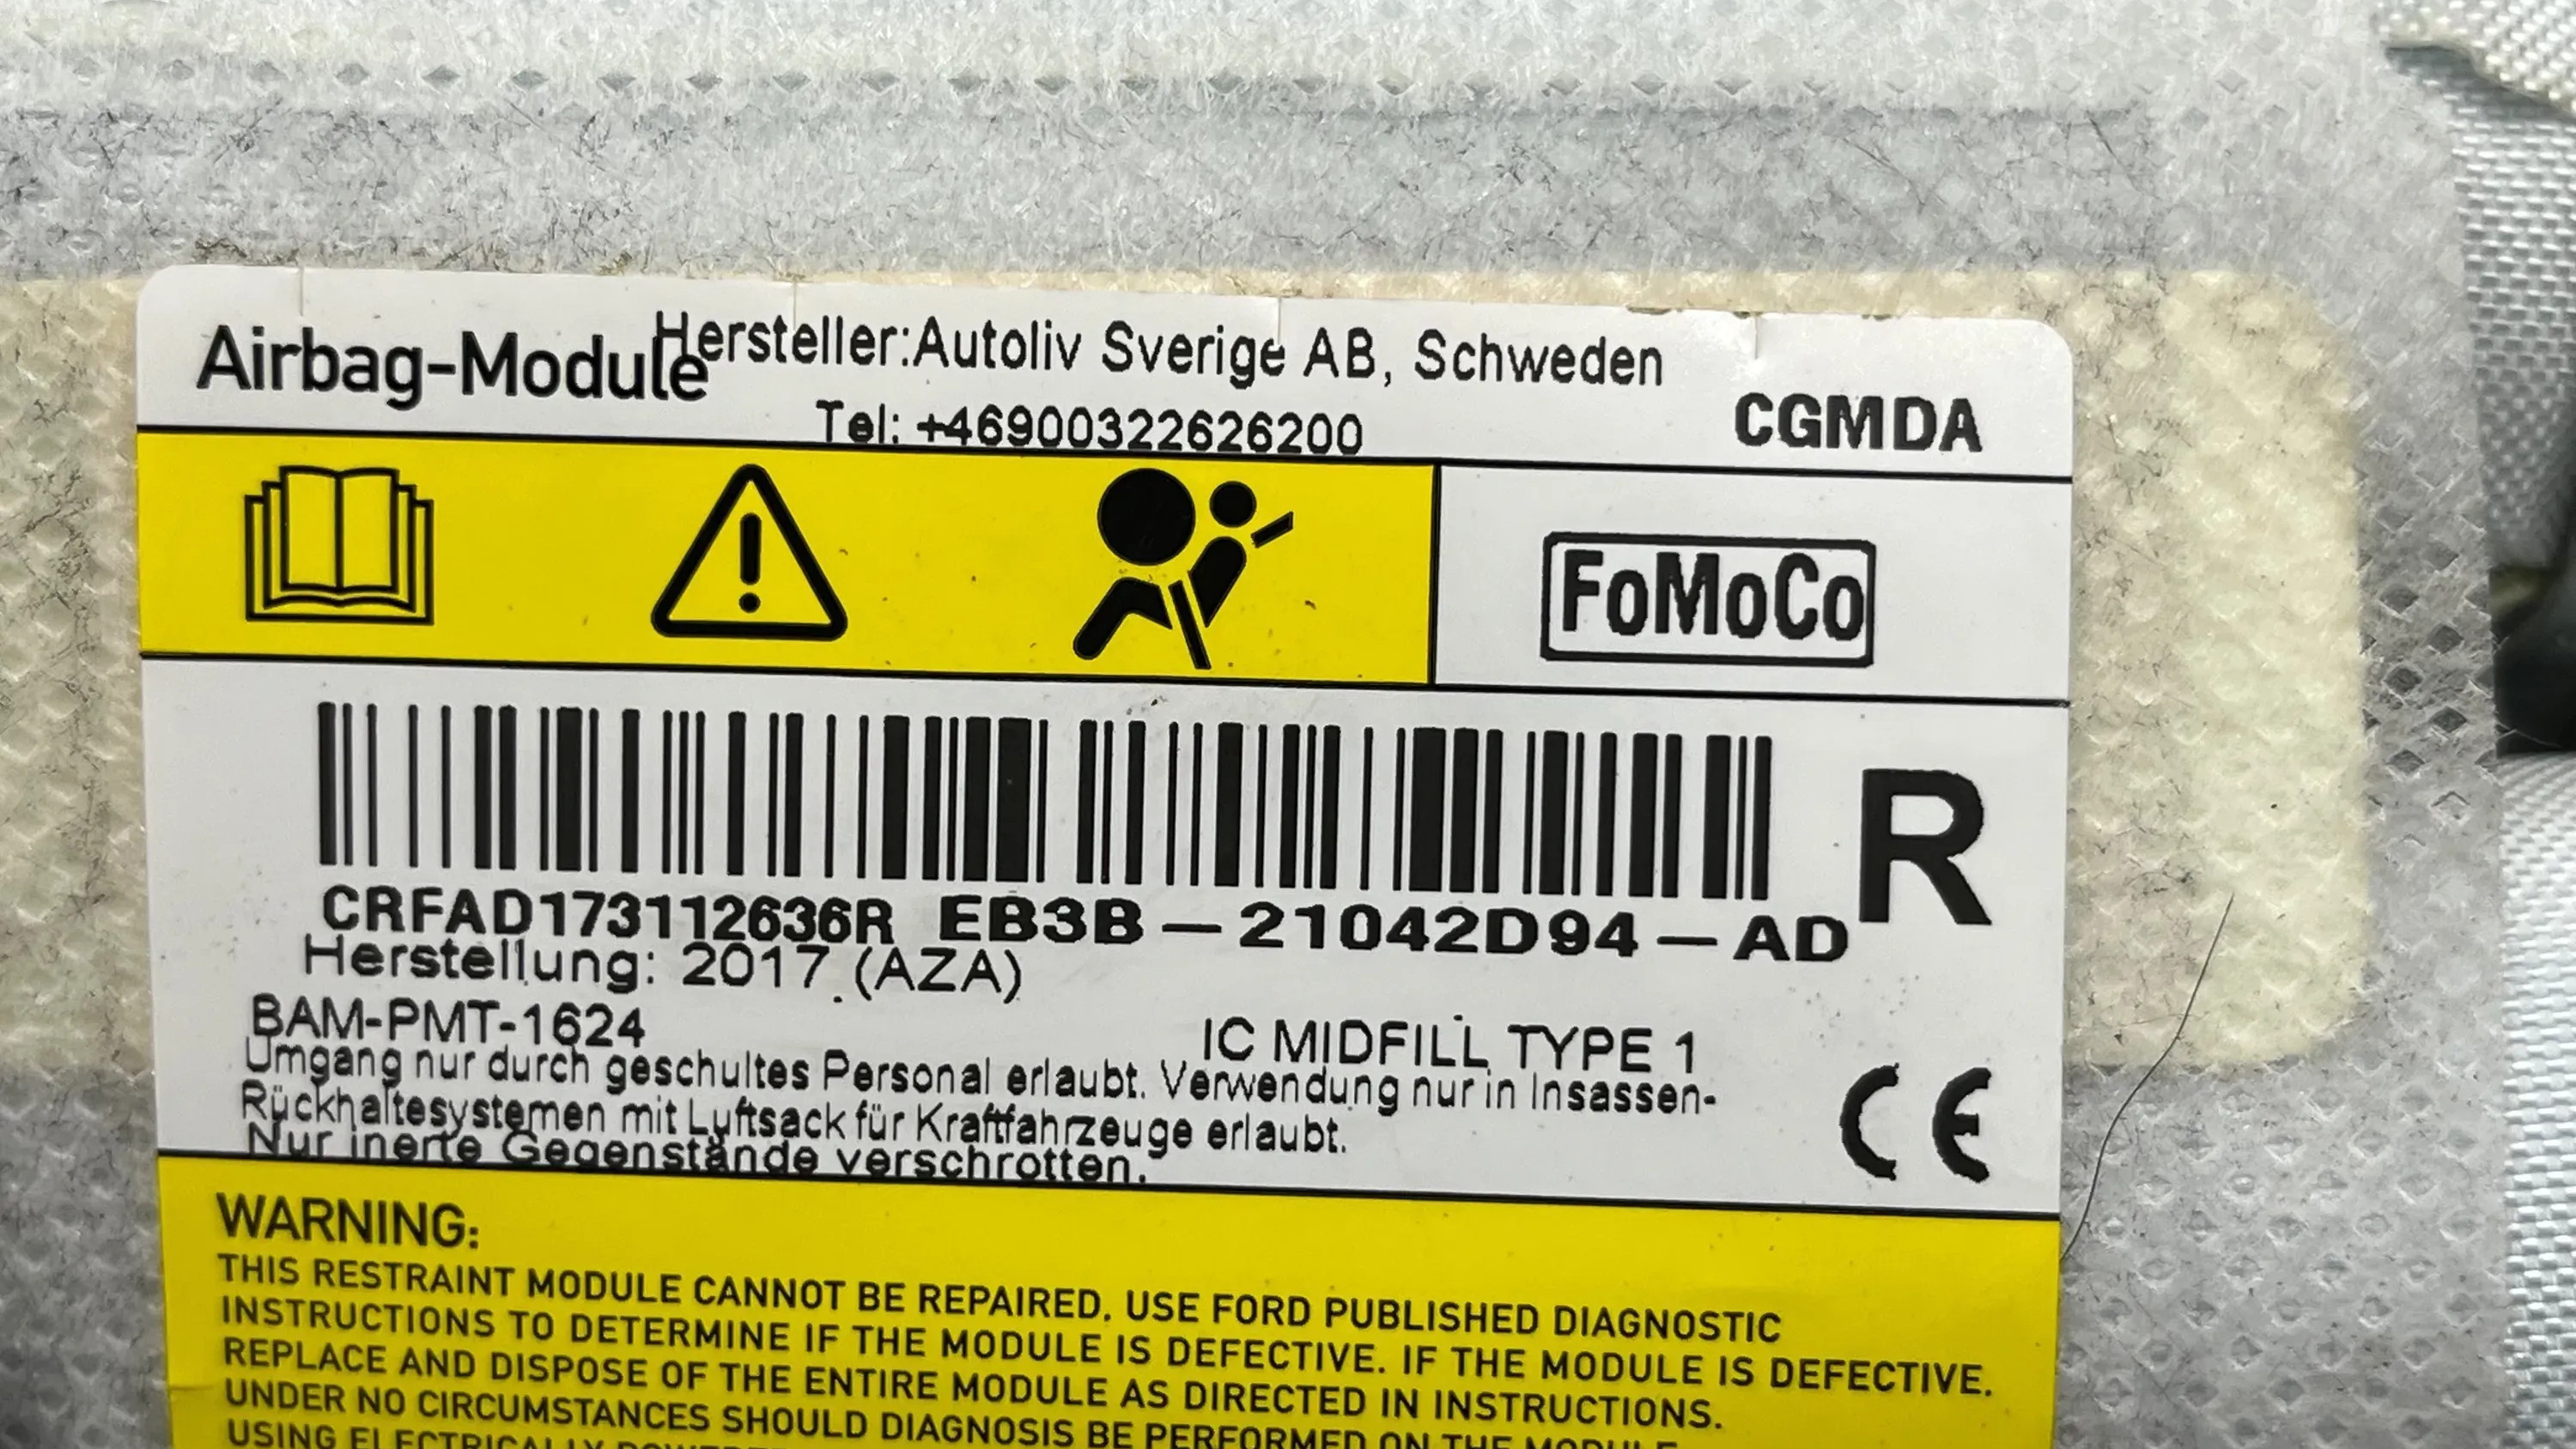 Airbag-Module
Hersteller:Autoliv Sverige AB, Schweden
Tel: +46900322626200
CGMDA
FoMoCo
R
CRFAD173112636R EB3B-21042D94-AD
Herstellung: 2017 (AZA)
BAM-PMT-1624
IC MIDFILL TYPE 1
Umgang nur durch geschultes Personal erlaubt. Verwendung nur in Insassen-
Rückhaltesystemen mit Luftsack für Kraftfahrzeuge erlaubt.
Nur inerte Gegenstände verschrotten.
CE
WARNING:
THIS RESTRAINT MODULE CANNOT BE REPAIRED. USE FORD PUBLISHED DIAGNOSTIC
INSTRUCTIONS TO DETERMINE IF THE MODULE IS DEFECTIVE. IF THE MODULE IS DEFECTIVE.
REPLACE AND DISPOSE OF THE ENTIRE MODULE AS DIRECTED IN INSTRUCTIONS.
UNDER NO CIRCUMSTANCES SHOULD DIAGNOSIS BE PERFORMED ON THE MODULE
USING ELECTRICALLY